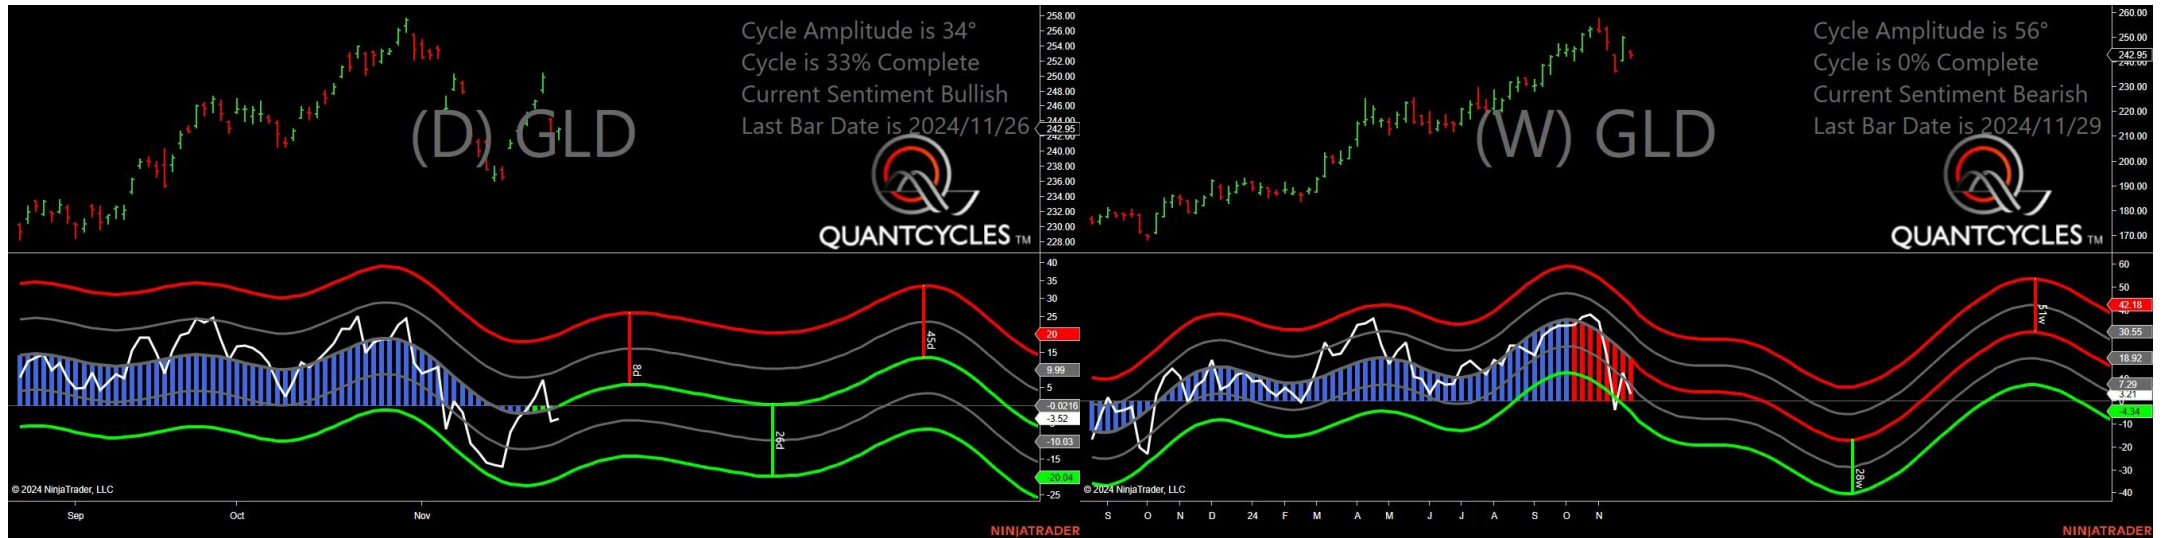 Cycle Amplitude is 34°
Cycle is 33% Complete
Current Sentiment Bullish
Last Bar Date is 2024/11/26
(D) GLD
QUANTCYCLES TM
258.00
256.00
254.00
252.00
250.00
248.00
246.00
244.00
242.95
242.00
240.00
238.00
236.00
234.00
232.00
230.00
228.00
40
35
30
25
20
15
9.99
5
-0.0216
-3.52
-10.03
-15
-20.04
-25
8d
26d
45d
© 2024 NinjaTrader, LLC
Sep Oct Nov
NINJATRADER
Cycle Amplitude is 56°
Cycle is 0% Complete
Current Sentiment Bearish
Last Bar Date is 2024/11/29
(W) GLD
QUANTCYCLES TM
260.00
250.00
242.95
240.00
230.00
220.00
210.00
200.00
190.00
180.00
170.00
60
50
42.18
30.55
18.92
7.29
3.21
-4.34
-10
-20
-30
-40
28w
51w
© 2024 NinjaTrader, LLC
S O N D 24 F M A M J J A S O N
NINJATRADER